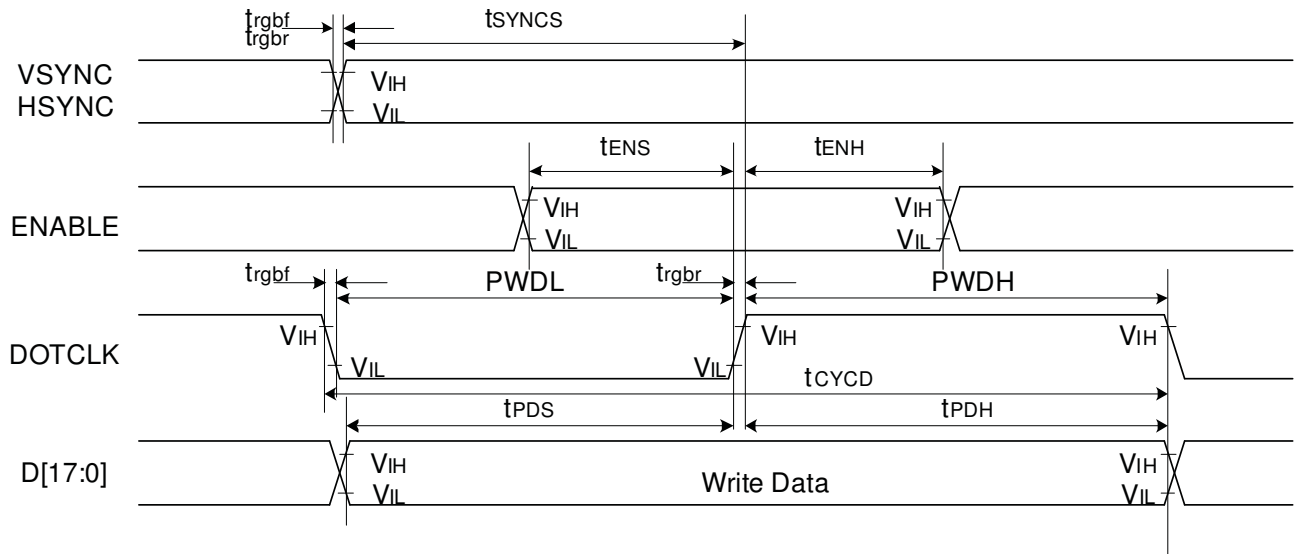 trgbf
trgbr
tSYNCS
VSYNC
HSYNC
VIH
VIL
tENS
tENH
ENABLE
VIH
VIL
VIH
VIL
trgbf
PWDL
trgbr
PWDH
DOTCLK
VIH
VIL
VIL
VIH
VIH
tCYCD
tPDS
tPDH
D[17:0]
VIH
VIL
Write Data
VIH
VIL